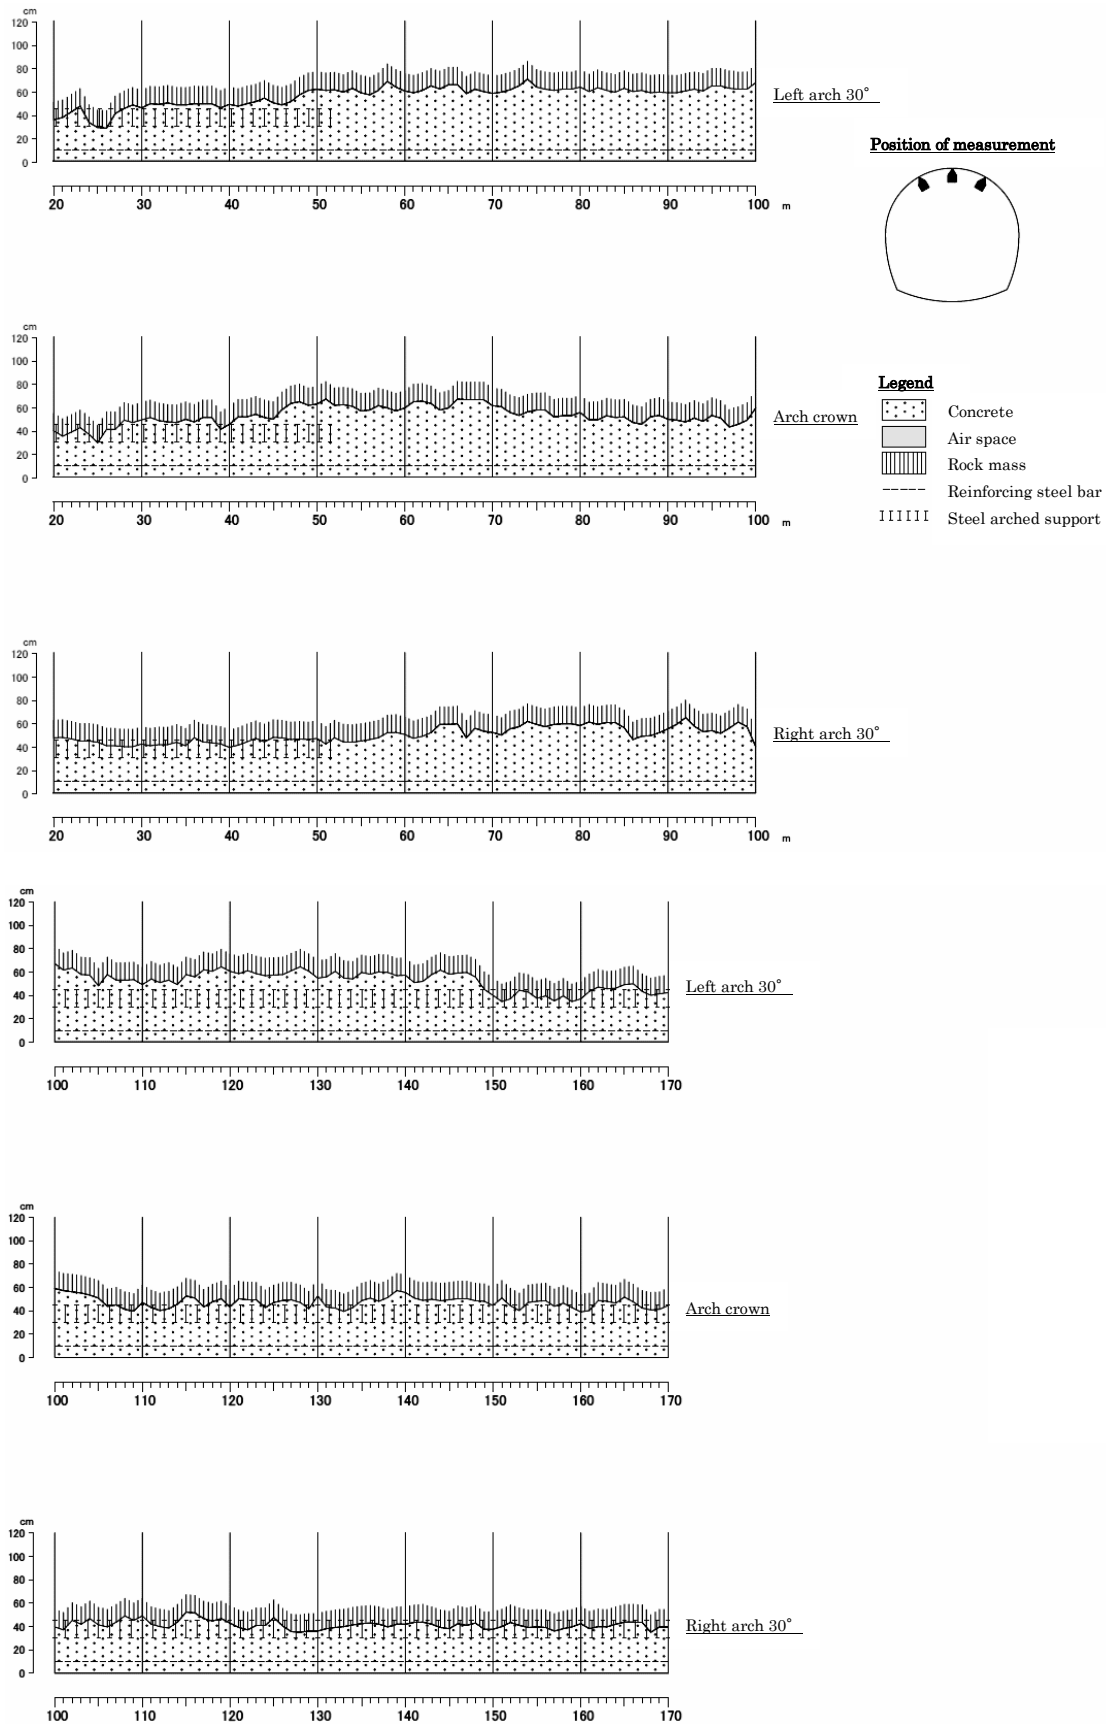 cm
120
100
80
60
40
20
0
20 30 40 50 60 70 80 90 100 m
Left arch 30°
Position of measurement
cm
120
100
80
60
40
20
0
20 30 40 50 60 70 80 90 100 m
Arch crown
Legend
Concrete
Air space
Rock mass
Reinforcing steel bar
Steel arched support
cm
120
100
80
60
40
20
0
20 30 40 50 60 70 80 90 100 m
Right arch 30°
cm
120
100
80
60
40
20
0
100 110 120 130 140 150 160 170
Left arch 30°
cm
120
100
80
60
40
20
0
100 110 120 130 140 150 160 170
Arch crown
cm
120
100
80
60
40
20
0
100 110 120 130 140 150 160 170
Right arch 30°